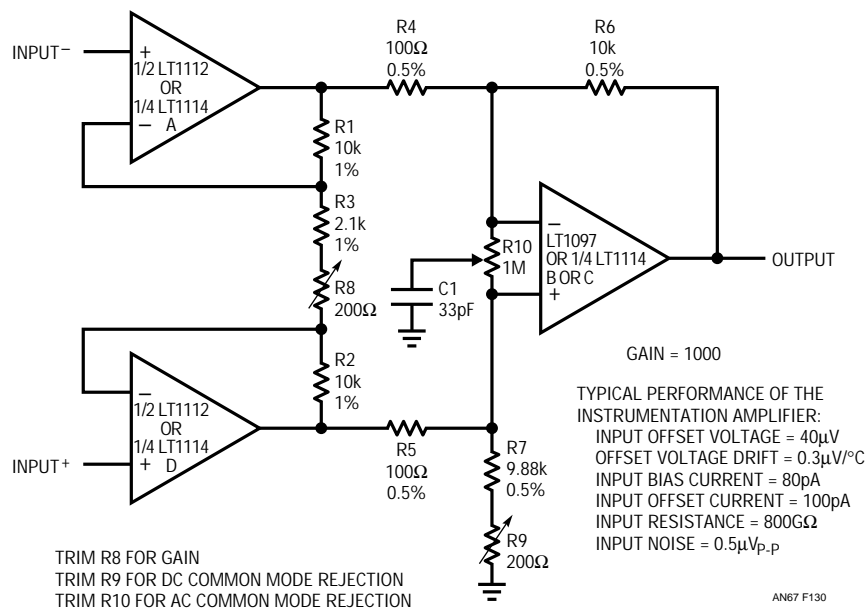 INPUT–
+
1/2 LT1112
OR
1/4 LT1114
–
A
R4
100Ω
0.5%
R6
10k
0.5%
R1
10k
1%
R3
2.1k
1%
R8
200Ω
R2
10k
1%
C1
33pF
R10
1M
–
LT1097
OR 1/4 LT1114
B OR C
+
OUTPUT
–
1/2 LT1112
OR
1/4 LT1114
+
D
INPUT+
R5
100Ω
0.5%
R7
9.88k
0.5%
R9
200Ω
GAIN = 1000
TYPICAL PERFORMANCE OF THE
INSTRUMENTATION AMPLIFIER:
INPUT OFFSET VOLTAGE = 40µV
OFFSET VOLTAGE DRIFT = 0.3µV/°C
INPUT BIAS CURRENT = 80pA
INPUT OFFSET CURRENT = 100pA
INPUT RESISTANCE = 800GΩ
INPUT NOISE = 0.5µVP-P
TRIM R8 FOR GAIN
TRIM R9 FOR DC COMMON MODE REJECTION
TRIM R10 FOR AC COMMON MODE REJECTION
AN67 F130